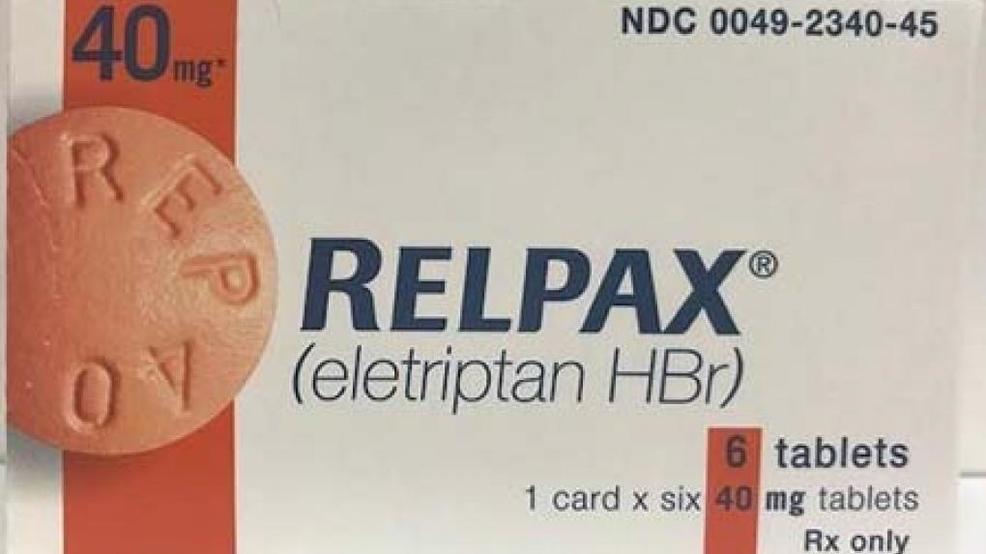 40mg*
NDC 0049-2340-45
REP
40
RELPAX®
(eletriptan HBr)
6 tablets
1 card x six 40 mg tablets
Rx only